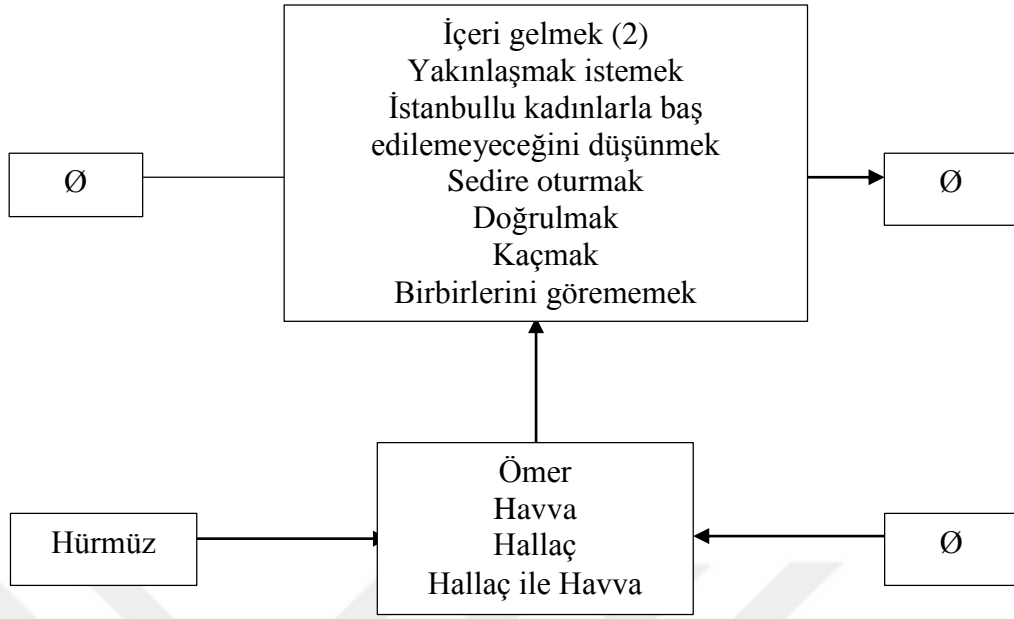 İçeri gelmek (2)
Yakınlaşmak istemek
İstanbullu kadınlarla baş
edilemeyeceğini düşünmek
Sedire oturmak
Doğrulmak
Kaçmak
Birbirlerini görememek
Ø
Ø
Ömer
Havva
Hallaç
Hallaç ile Havva
Hürmüz
Ø